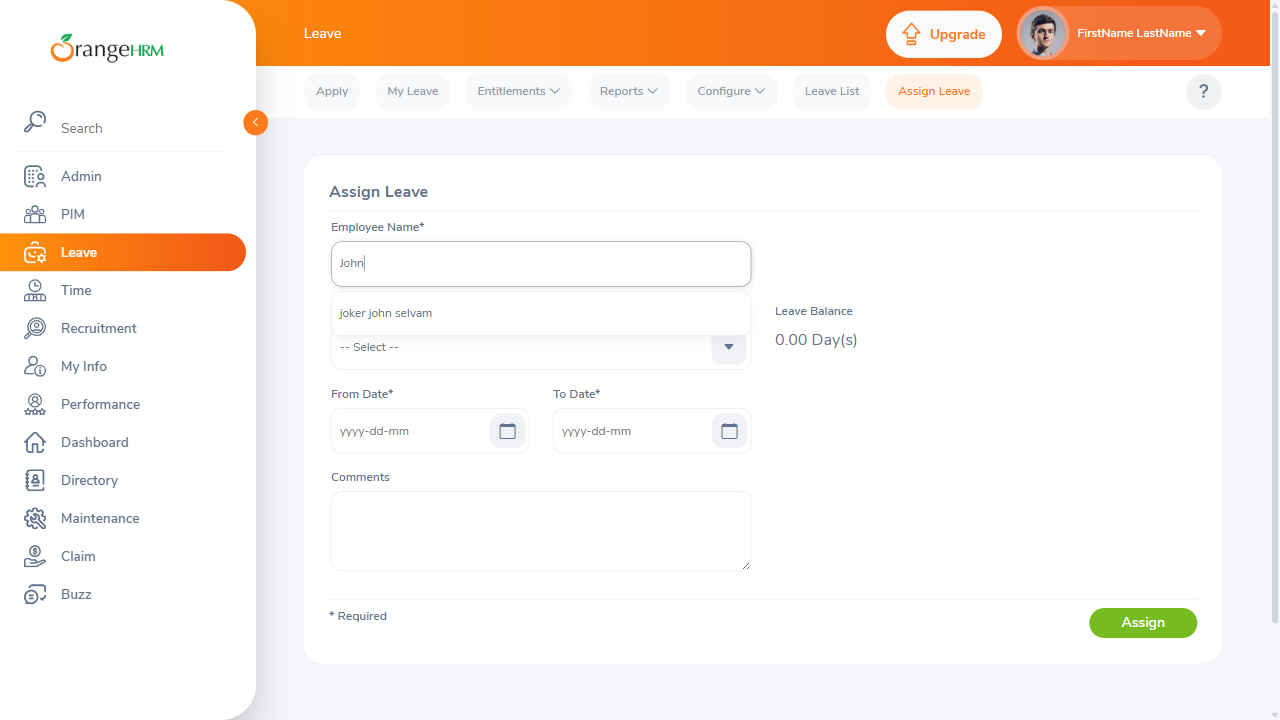 OrangeHRM
Leave
Upgrade
FirstName LastName
Apply
My Leave
Entitlements
Reports
Configure
Leave List
Assign Leave
?
Search
Admin
PIM
Leave
Time
Recruitment
My Info
Performance
Dashboard
Directory
Maintenance
Claim
Buzz
Assign Leave
Employee Name*
John
joker john selvam
-- Select --
Leave Balance
0.00 Day(s)
From Date*
To Date*
yyyy-dd-mm
yyyy-dd-mm
Comments
* Required
Assign